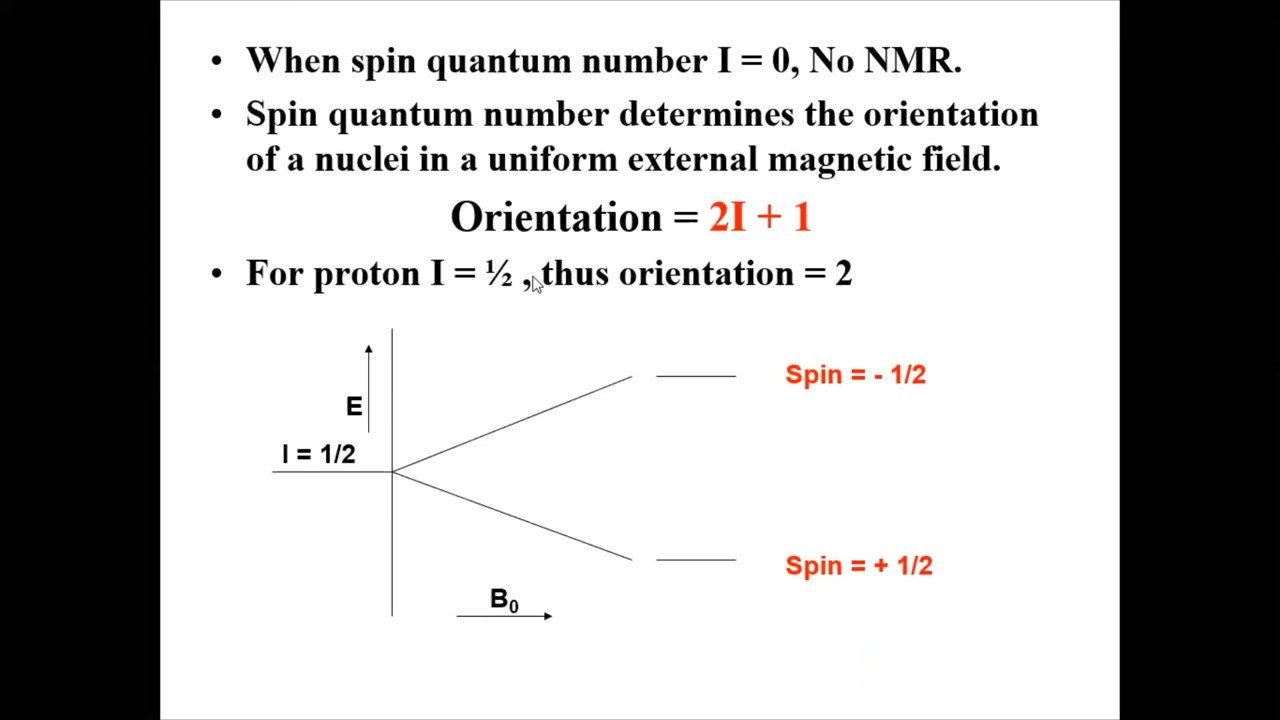 • When spin quantum number I = 0, No NMR.
• Spin quantum number determines the orientation
of a nuclei in a uniform external magnetic field.
Orientation = 2I + 1
• For proton I = ½ , thus orientation = 2
Spin = - 1/2
E
I = 1/2
Spin = + 1/2
B₀